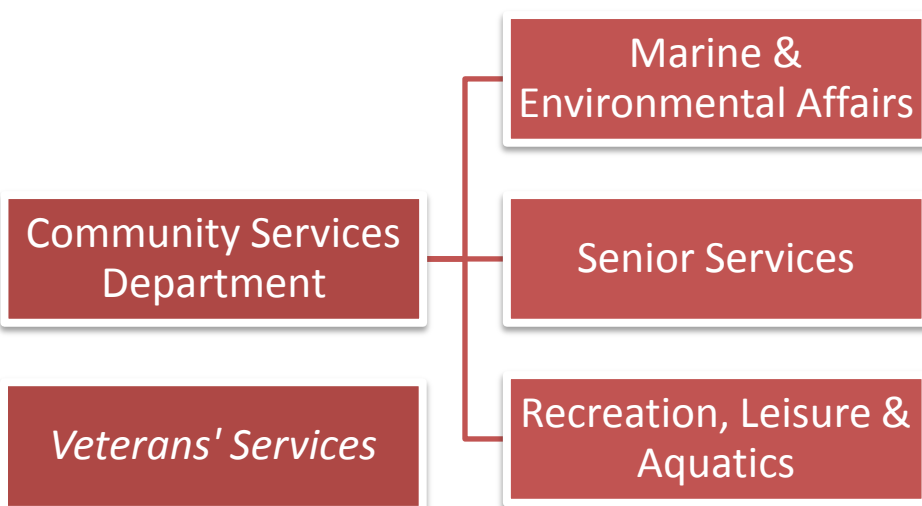 Marine &
Environmental Affairs
Community Services
Department
Senior Services
Veterans' Services
Recreation, Leisure &
Aquatics